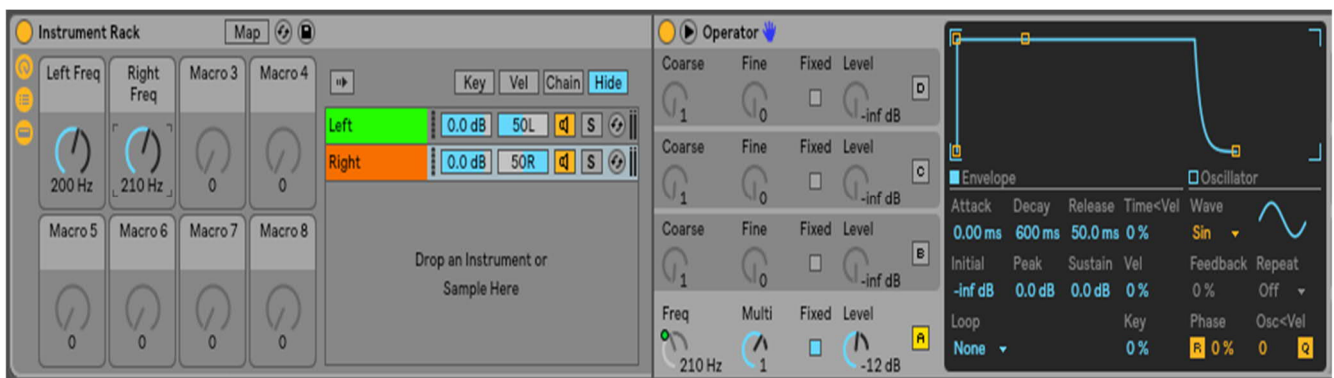 Instrument Rack Map
Left Freq Right Freq Macro 3 Macro 4
200 Hz 210 Hz 0 0
Macro 5 Macro 6 Macro 7 Macro 8
0 0 0 0
Key Vel Chain Hide
Left 0.0 dB 50L S
Right 0.0 dB 50R S
Drop an Instrument or
Sample Here
Operator
Coarse Fine Fixed Level
1 0 -inf dB D
Coarse Fine Fixed Level
1 0 -inf dB C
Coarse Fine Fixed Level
1 0 -inf dB B
Freq Multi Fixed Level
210 Hz 1 -12 dB A
Envelope Oscillator
Attack Decay Release Time<Vel Wave
0.00 ms 600 ms 50.0 ms 0 % Sin
Initial Peak Sustain Vel Feedback Repeat
-inf dB 0.0 dB 0.0 dB 0 % 0 % Off
Loop Key Phase Osc<Vel
None 0 % R 0 % 0 Q